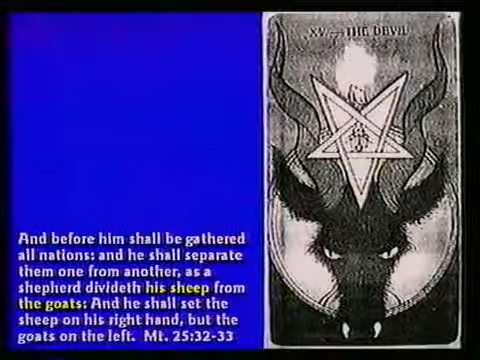 XV.—THE DEVIL
And before him shall be gathered
all nations: and he shall separate
them one from another, as a
shepherd divideth his sheep from
the goats: And he shall set the
sheep on his right hand, but the
goats on the left. Mt. 25:32-33